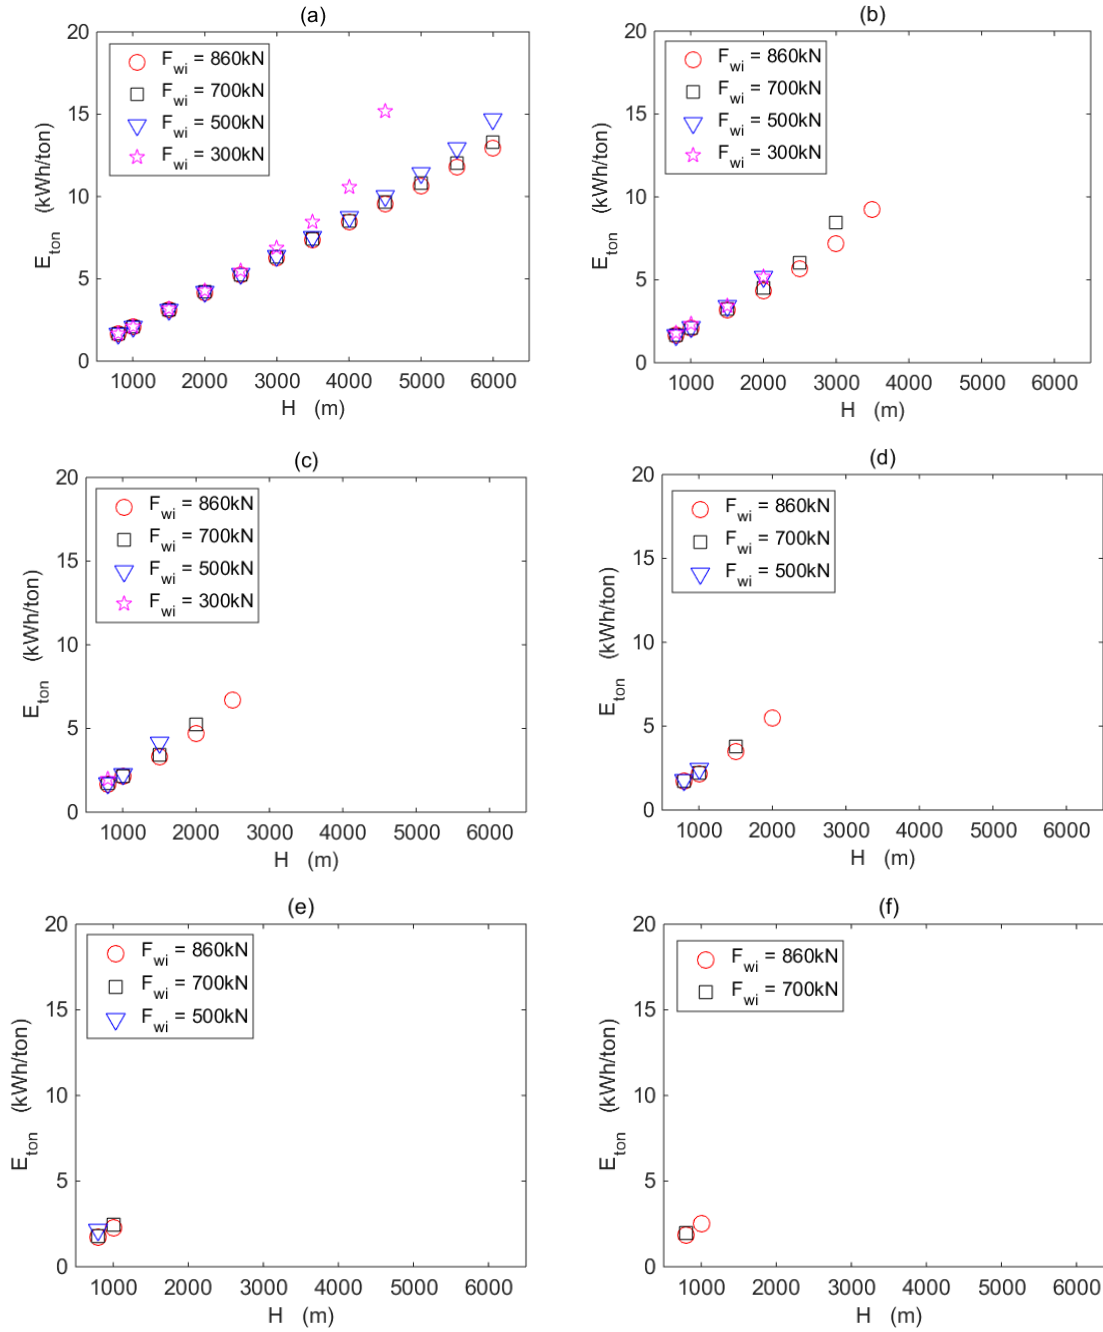 (a)
20
15
10
5
0
E_ton (kWh/ton)
F_wi = 860kN
F_wi = 700kN
F_wi = 500kN
F_wi = 300kN
1000 2000 3000 4000 5000 6000
H (m)
(b)
20
15
10
5
0
E_ton (kWh/ton)
F_wi = 860kN
F_wi = 700kN
F_wi = 500kN
F_wi = 300kN
1000 2000 3000 4000 5000 6000
H (m)
(c)
20
15
10
5
0
E_ton (kWh/ton)
F_wi = 860kN
F_wi = 700kN
F_wi = 500kN
F_wi = 300kN
1000 2000 3000 4000 5000 6000
H (m)
(d)
20
15
10
5
0
E_ton (kWh/ton)
F_wi = 860kN
F_wi = 700kN
F_wi = 500kN
1000 2000 3000 4000 5000 6000
H (m)
(e)
20
15
10
5
0
E_ton (kWh/ton)
F_wi = 860kN
F_wi = 700kN
F_wi = 500kN
1000 2000 3000 4000 5000 6000
H (m)
(f)
20
15
10
5
0
E_ton (kWh/ton)
F_wi = 860kN
F_wi = 700kN
1000 2000 3000 4000 5000 6000
H (m)